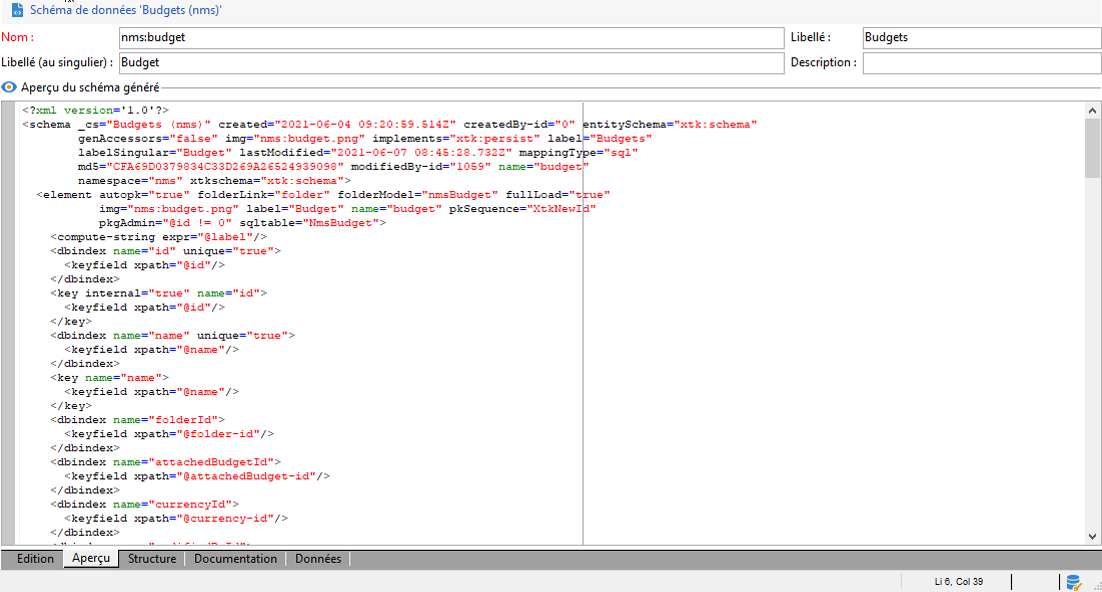 Schéma de données 'Budgets (nms)'
Nom :
nms:budget
Libellé :
Budgets
Libellé (au singulier) :
Budget
Description :
Aperçu du schéma généré
<?xml version='1.0'?>
<schema _cs="Budgets (nms)" created="2021-06-04 09:20:59.514Z" createdBy-id="0" entitySchema="xtk:schema"
genAccessors="false" img="nms:budget.png" implements="xtk:persist" label="Budgets"
labelSingular="Budget" lastModified="2021-06-07 08:45:28.732Z" mappingType="sql"
md5="CFA69D0379834C33D269A26524939098" modifiedBy-id="1059" name="budget"
namespace="nms" xtkschema="xtk:schema">
<element autopk="true" folderLink="folder" folderModel="nmsBudget" fullLoad="true"
img="nms:budget.png" label="Budget" name="budget" pkSequence="XtkNewId"
pkgAdmin="@id != 0" sqltable="NmsBudget">
<compute-string expr="@label"/>
<dbindex name="id" unique="true">
<keyfield xpath="@id"/>
</dbindex>
<key internal="true" name="id">
<keyfield xpath="@id"/>
</key>
<dbindex name="name" unique="true">
<keyfield xpath="@name"/>
</dbindex>
<key name="name">
<keyfield xpath="@name"/>
</key>
<dbindex name="folderId">
<keyfield xpath="@folder-id"/>
</dbindex>
<dbindex name="attachedBudgetId">
<keyfield xpath="@attachedBudget-id"/>
</dbindex>
<dbindex name="currencyId">
<keyfield xpath="@currency-id"/>
</dbindex>
Edition
Aperçu
Structure
Documentation
Données
Li 6, Col 39